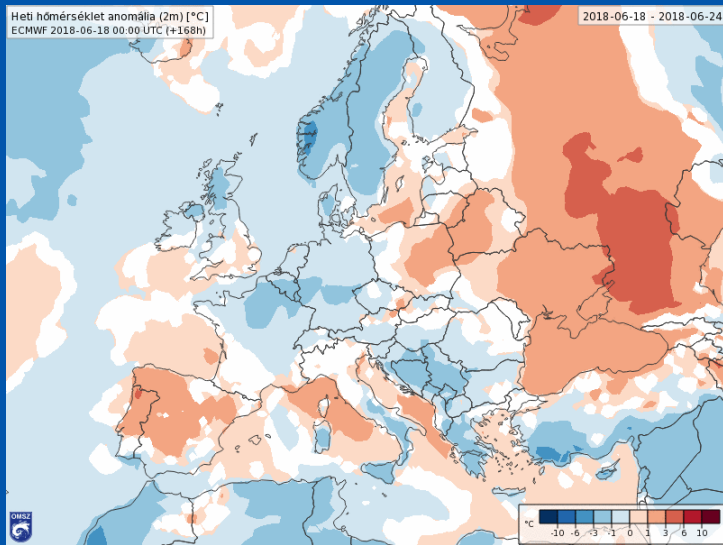 Heti hőmérséklet anomália (2m) [°C]
ECMWF 2018-06-18 00:00 UTC (+168h)
2018-06-18 - 2018-06-24
OMSZ
°C
-10 -6 -3 -1 0 1 3 6 10